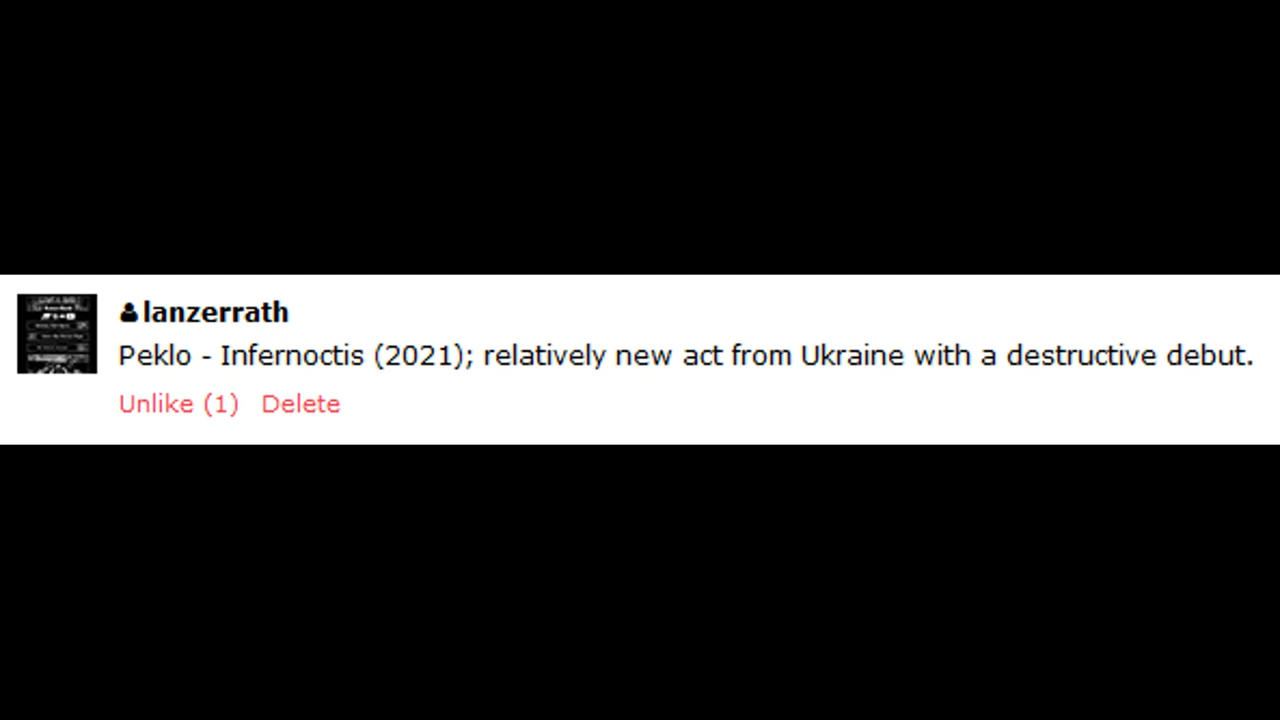 lanzerrath
Peklo - Infernoctis (2021); relatively new act from Ukraine with a destructive debut.
Unlike (1) Delete